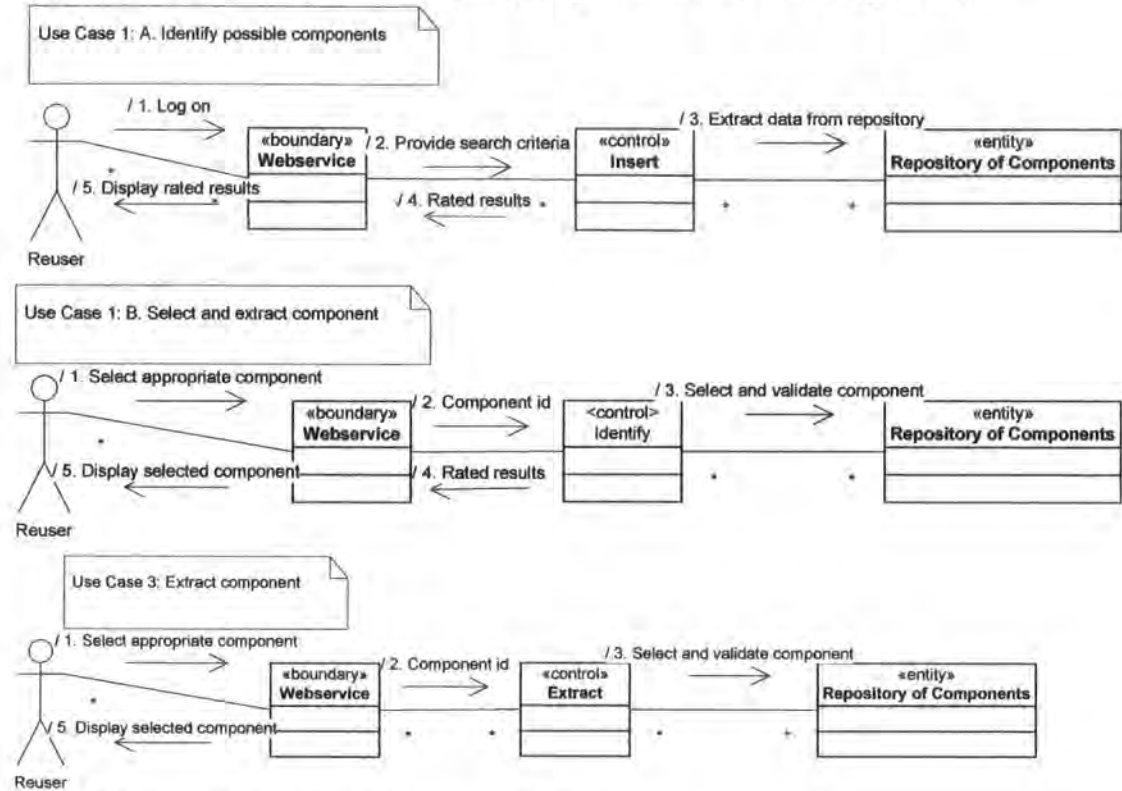 Use Case 1: A. Identify possible components
/ 1. Log on
/ 3. Extract data from repository
«boundary»
Webservice
/ 2. Provide search criteria
«control»
Insert
«entity»
Repository of Components
*
/ 5. Display rated results
*
/ 4. Rated results
*
*
*
Reuser
Use Case 1: B. Select and extract component
/ 1. Select appropriate component
/ 3. Select and validate component
«boundary»
Webservice
/ 2. Component id
<control>
Identify
«entity»
Repository of Components
*
/ 5. Display selected component
/ 4. Rated results
*
*
Reuser
Use Case 3: Extract component
/ 1. Select appropriate component
/ 3. Select and validate component
«boundary»
Webservice
/ 2. Component id
«control»
Extract
«entity»
Repository of Components
*
/ 5 Display selected component
*
*
*
*
Reuser